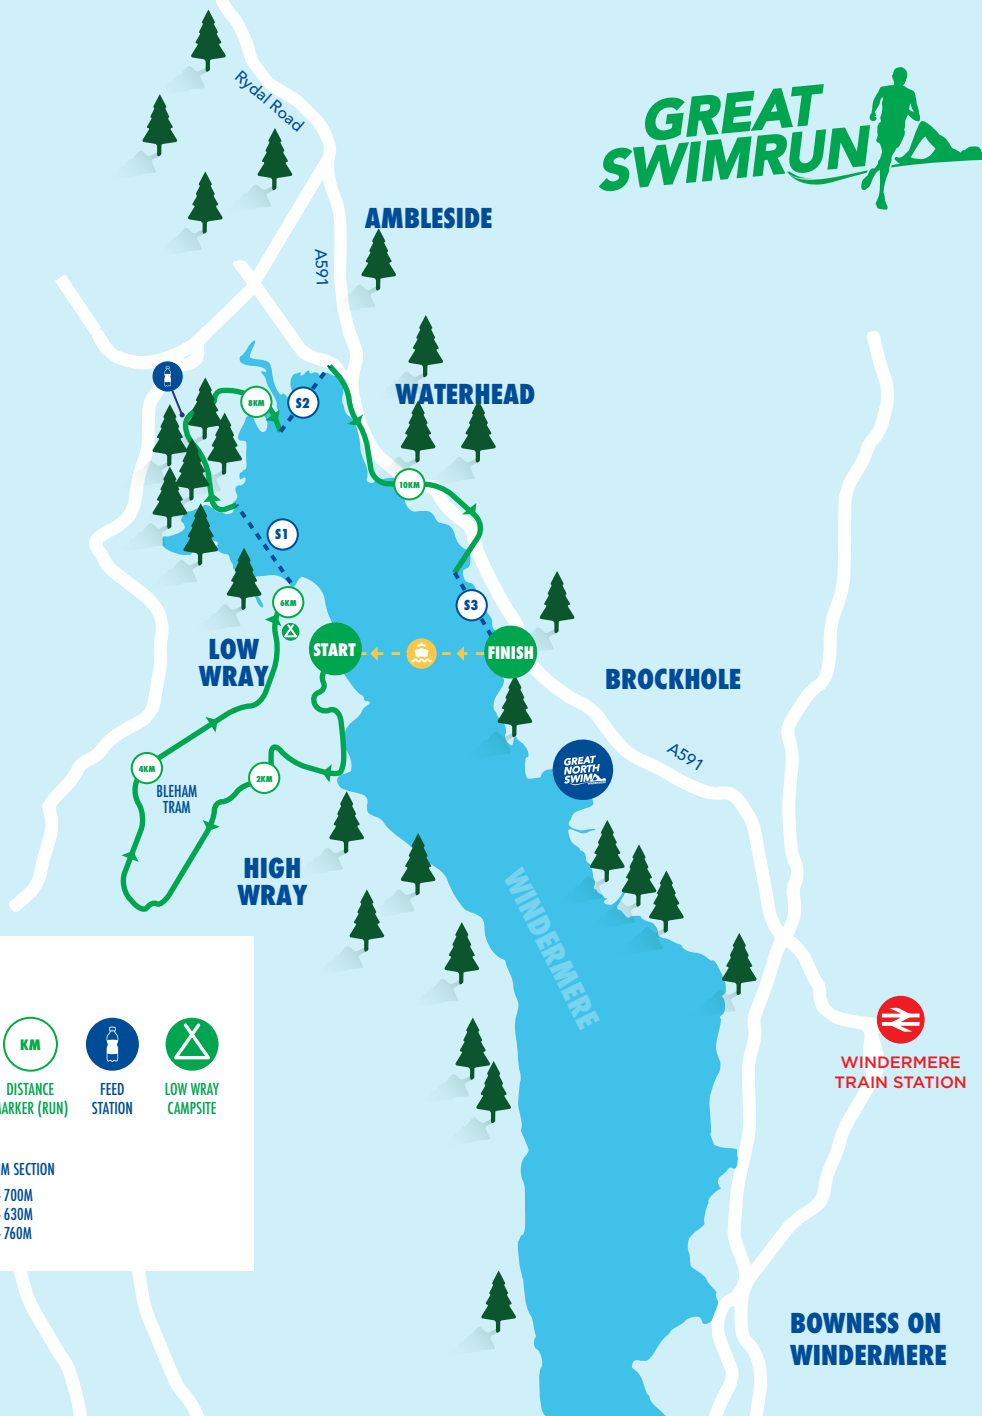 Rydal Road
GREAT
SWIMRUN
AMBLESIDE
A591
WATERHEAD
8KM
S2
10KM
S1
6KM
S3
START
FINISH
LOW
WRAY
BROCKHOLE
A591
4KM
BLEHAM
TRAM
2KM
GREAT
NORTH
SWIM
HIGH
WRAY
WINDERMERE
KM
DISTANCE
MARKER (RUN)
FEED
STATION
LOW WRAY
CAMPSITE
WINDERMERE
TRAIN STATION
M SECTION
- 700M
- 630M
- 760M
BOWNESS ON
WINDERMERE